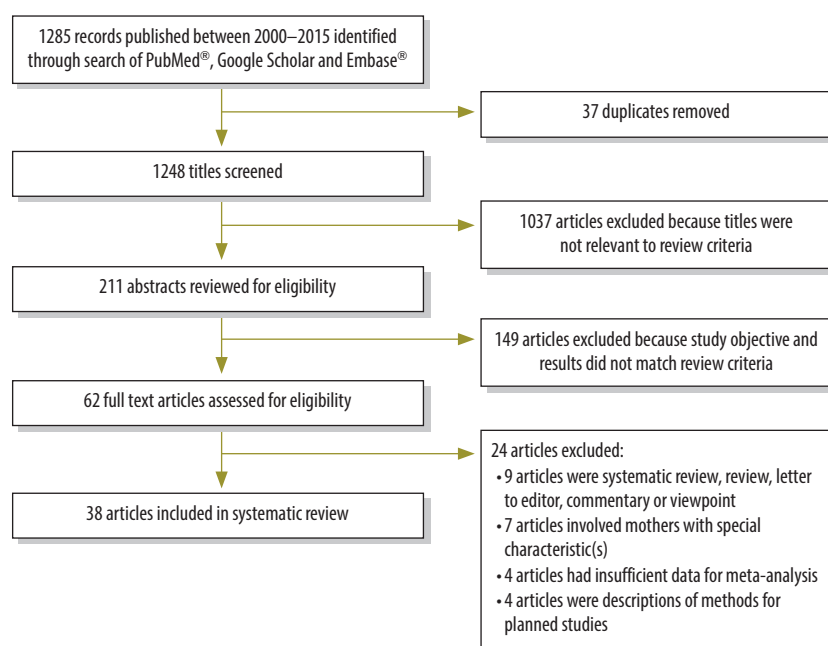 1285 records published between 2000–2015 identified
through search of PubMed®, Google Scholar and Embase®
37 duplicates removed
1248 titles screened
1037 articles excluded because titles were
not relevant to review criteria
211 abstracts reviewed for eligibility
149 articles excluded because study objective and
results did not match review criteria
62 full text articles assessed for eligibility
24 articles excluded:
• 9 articles were systematic review, review, letter
to editor, commentary or viewpoint
• 7 articles involved mothers with special
characteristic(s)
• 4 articles had insufficient data for meta-analysis
• 4 articles were descriptions of methods for
planned studies
38 articles included in systematic review